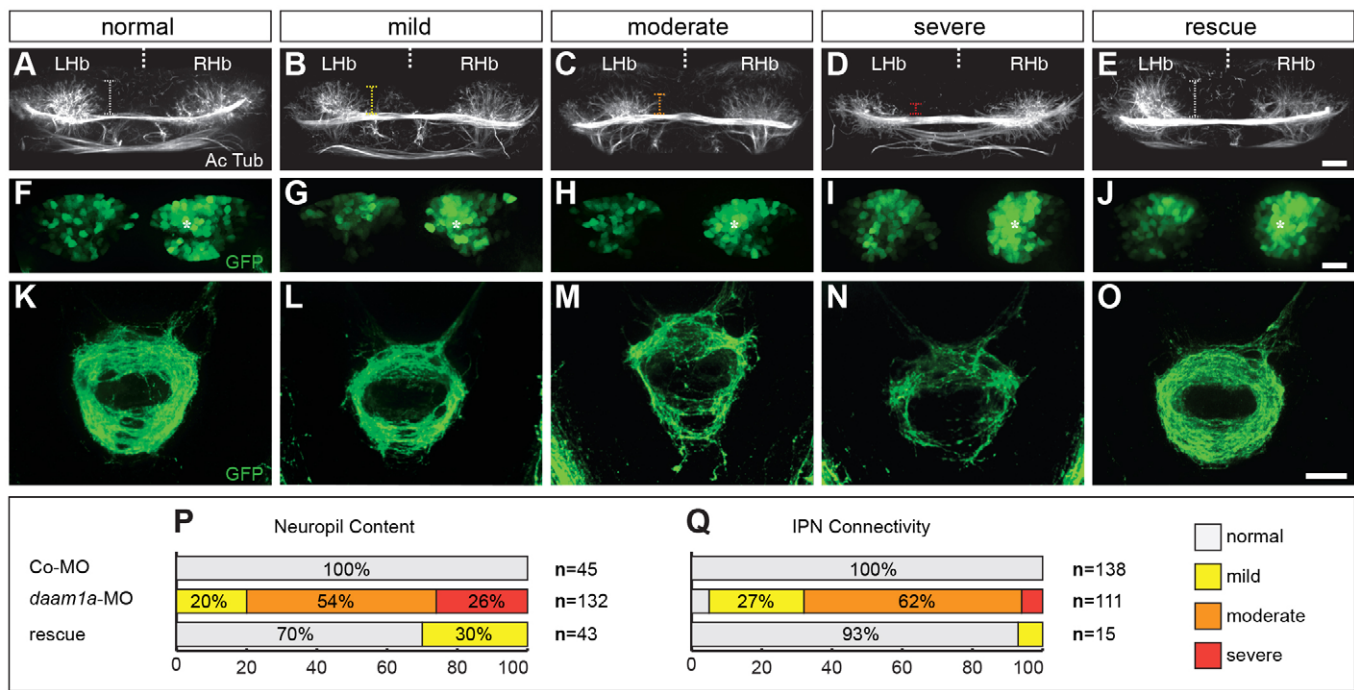 normal mild moderate severe rescue
A LHb RHb B LHb RHb C LHb RHb D LHb RHb E LHb RHb
Ac Tub
F * G * H * I * J *
GFP
K L M N O
GFP
P Neuropil Content Q IPN Connectivity
normal
Co-MO 100% n=45 100% n=138
mild
daam1a-MO 20% 54% 26% n=132 27% 62% n=111
moderate
rescue 70% 30% n=43 93% n=15
severe
0 20 40 60 80 100 0 20 40 60 80 100